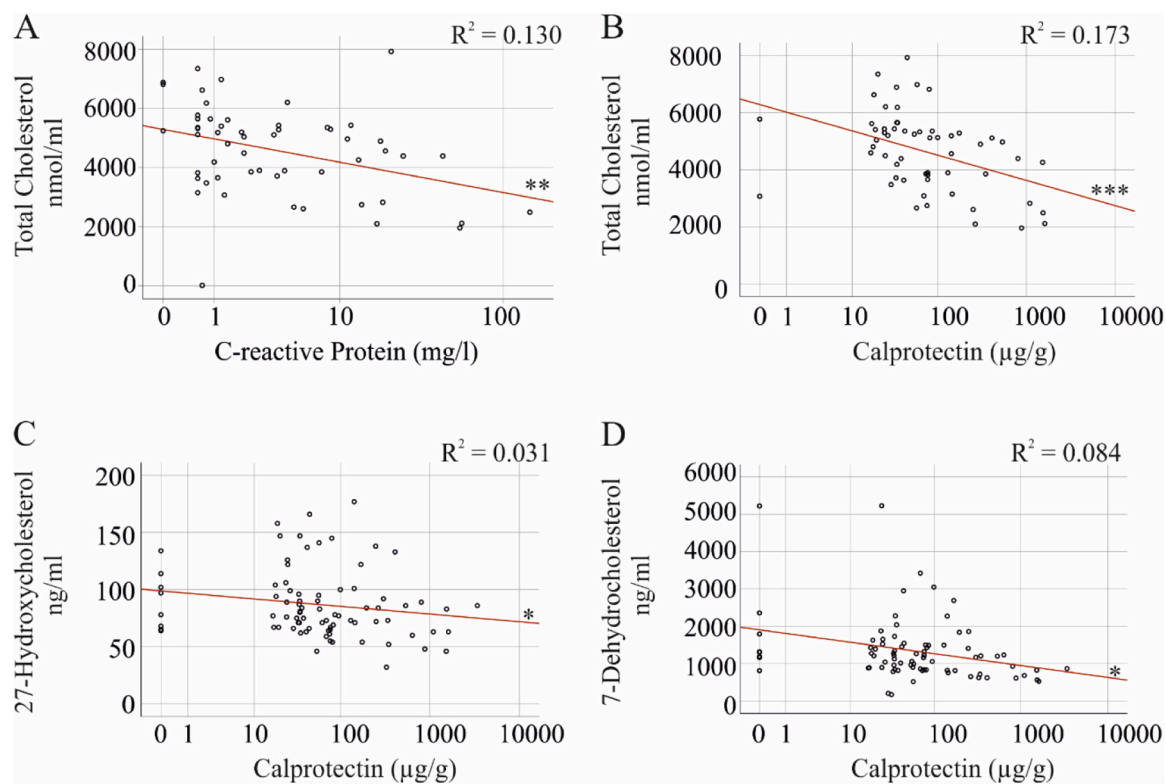 A
R² = 0.130
Total Cholesterol
nmol/ml
8000
6000
4000
2000
0
**
0 1 10 100
C-reactive Protein (mg/l)
B
R² = 0.173
Total Cholesterol
nmol/ml
8000
6000
4000
2000
0
***
0 1 10 100 1000 10000
Calprotectin (µg/g)
C
R² = 0.031
27-Hydroxycholesterol
ng/ml
200
150
100
50
0
*
0 1 10 100 1000 10000
Calprotectin (µg/g)
D
R² = 0.084
7-Dehydrocholesterol
ng/ml
6000
5000
4000
3000
2000
1000
0
*
0 1 10 100 1000 10000
Calprotectin (µg/g)